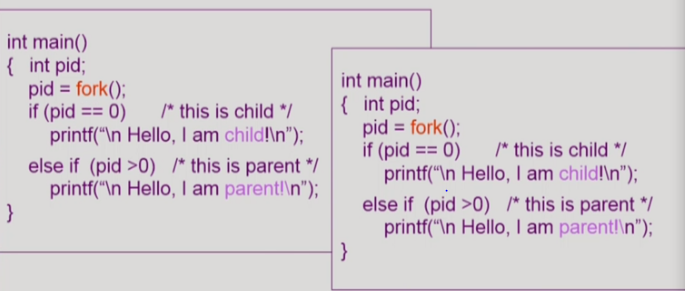 int main()
{ int pid;
pid = fork();
if (pid == 0) /* this is child */
printf(“\n Hello, I am child!\n”);
else if (pid >0) /* this is parent */
printf(“\n Hello, I am parent!\n”);
}
int main()
{ int pid;
pid = fork();
if (pid == 0) /* this is child */
printf(“\n Hello, I am child!\n”);
else if (pid >0) /* this is parent */
printf(“\n Hello, I am parent!\n”);
}